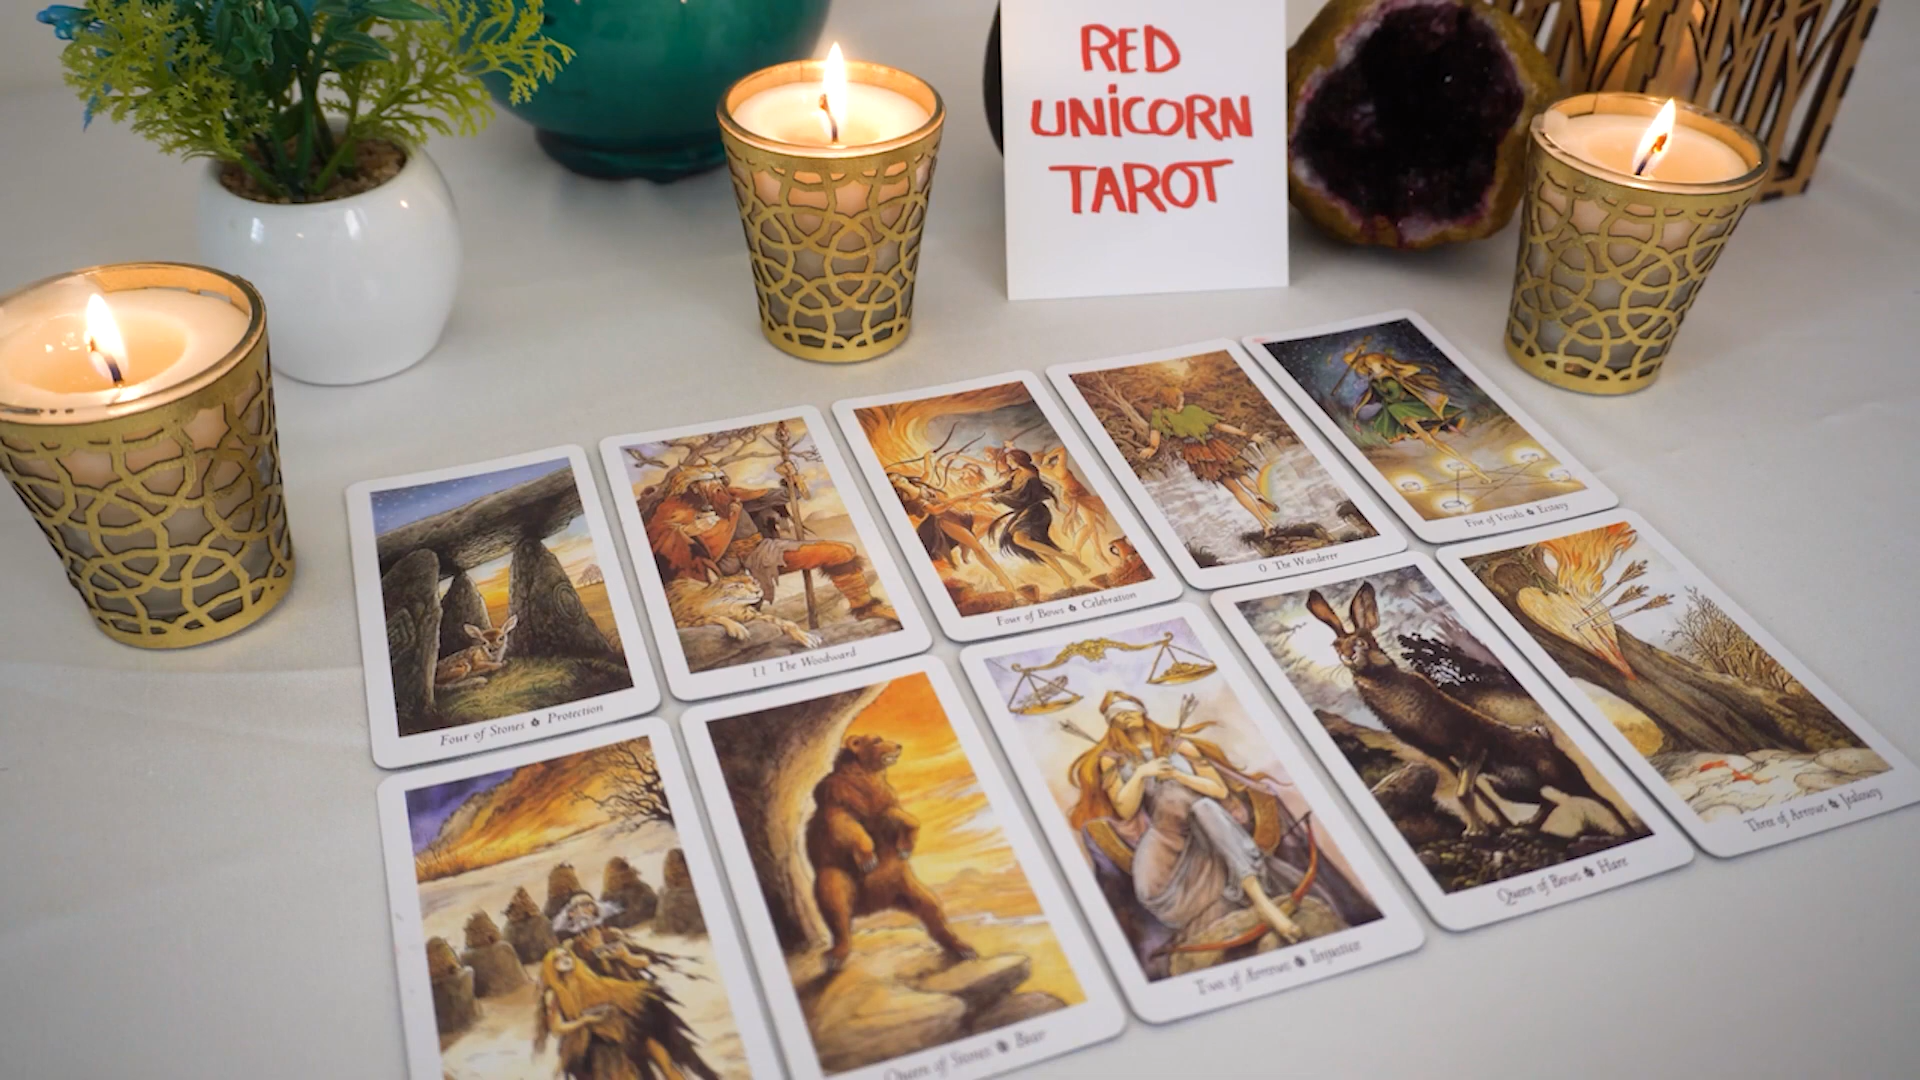 RED
UNICORN
TAROT
Five of Vessels Ecstasy
0 The Wanderer
Four of Bows Celebration
11 The Woodward
Four of Stones Protection
Three of Arrows Jealousy
Queen of Bows Hare
Two of Arrows Injustice
Queen of Stones Bear